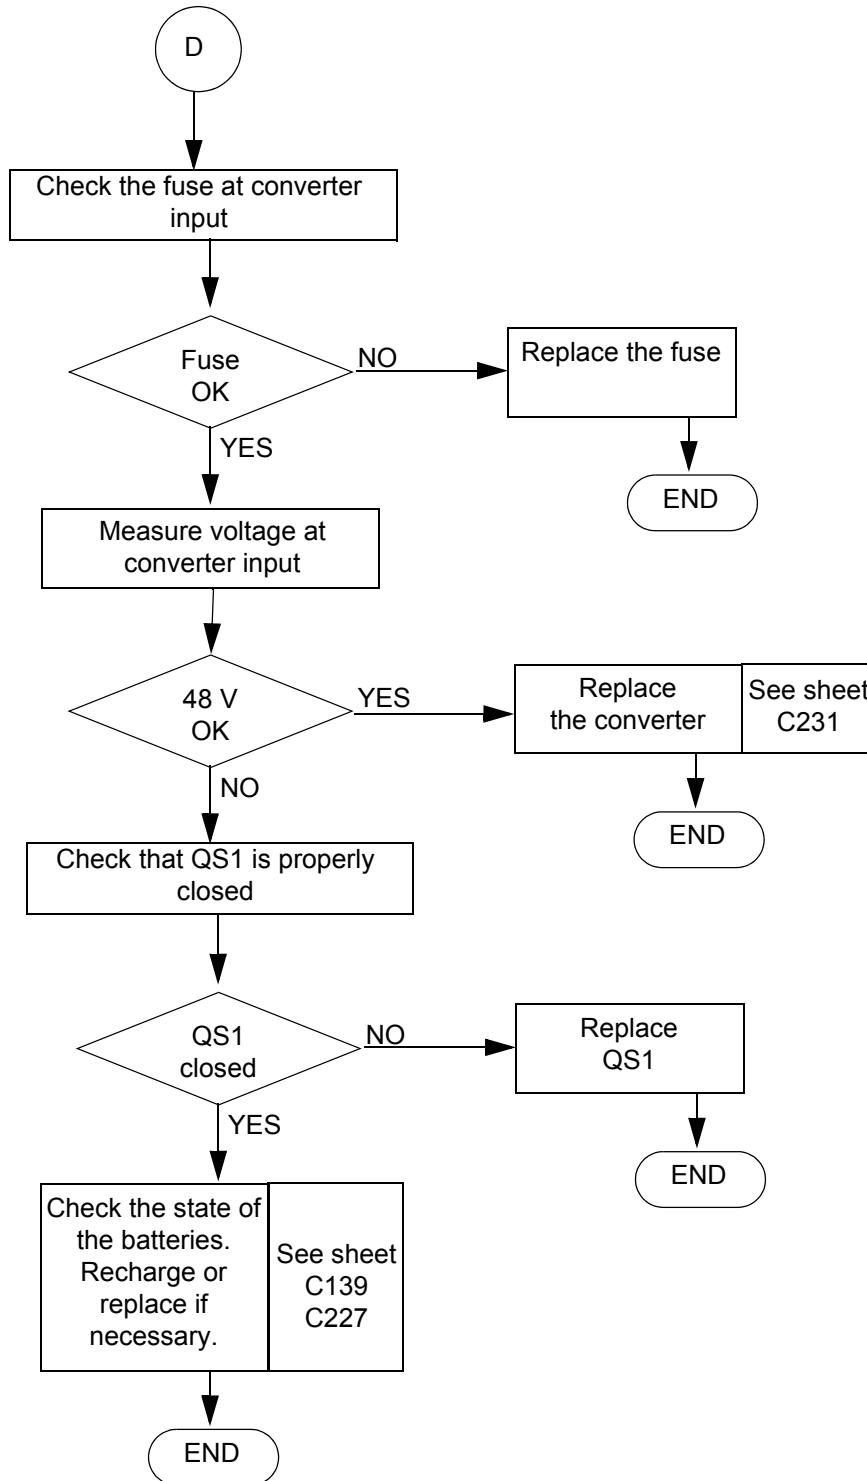 D
Check the fuse at converter
input
Fuse
OK
NO
Replace the fuse
YES
END
Measure voltage at
converter input
48 V
OK
YES
Replace
the converter
See sheet
C231
NO
END
Check that QS1 is properly
closed
QS1
closed
NO
Replace
QS1
YES
END
Check the state of
the batteries.
Recharge or
replace if
necessary.
See sheet
C139
C227
END